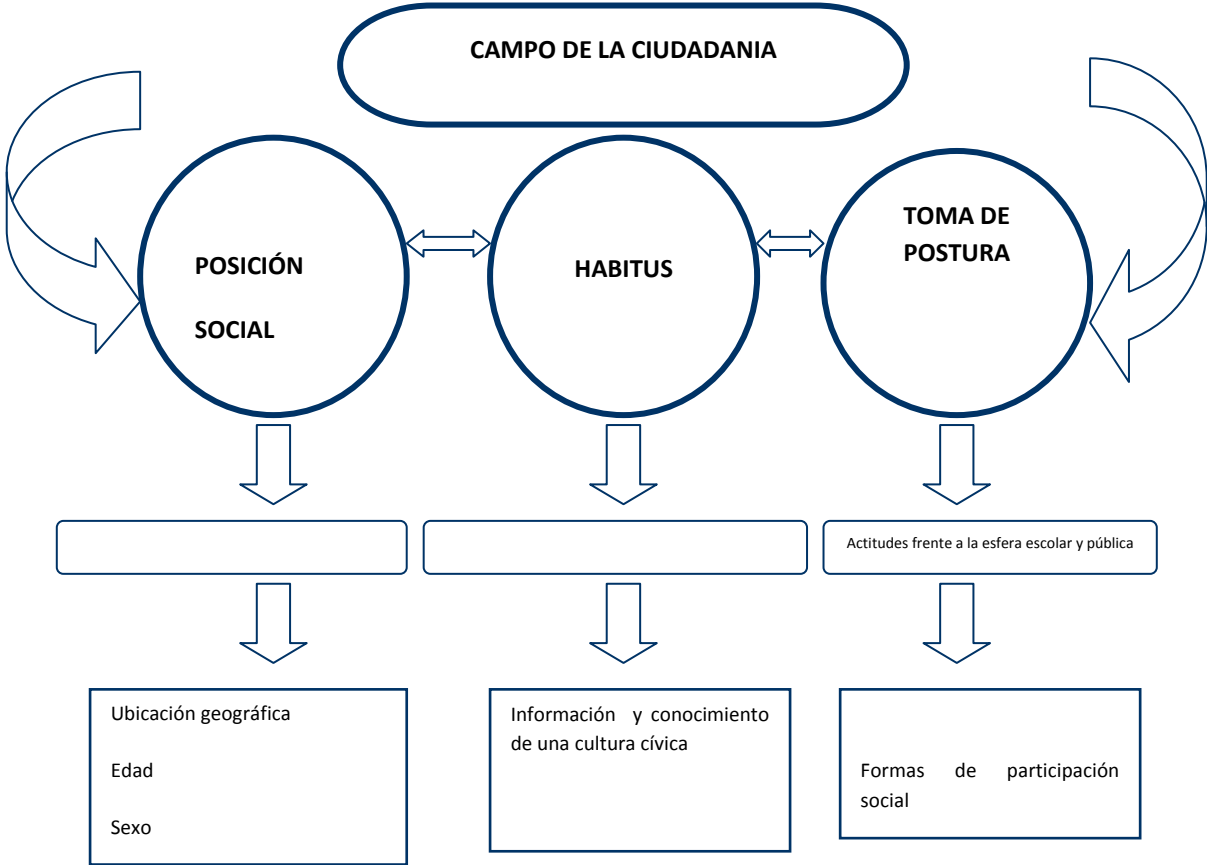 CAMPO DE LA CIUDADANIA
POSICIÓN
SOCIAL
HABITUS
TOMA DE
POSTURA
Actitudes frente a la esfera escolar y pública
Ubicación geográfica
Edad
Sexo
Información y conocimiento
de una cultura cívica
Formas de participación
social